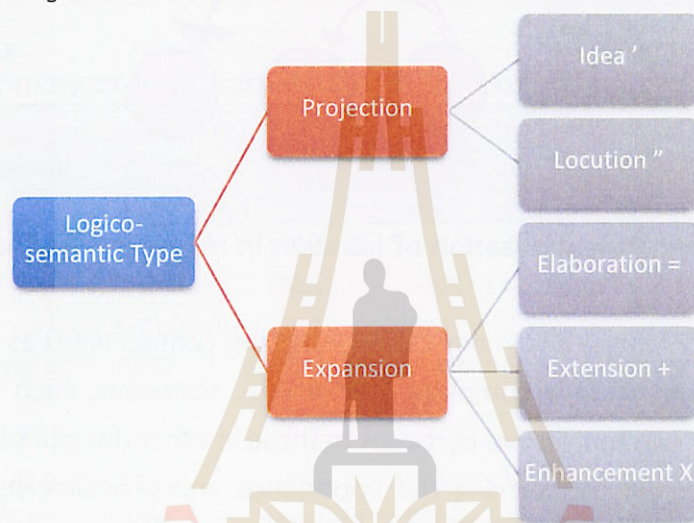 Logico-
semantic Type
Projection
Expansion
Idea ’
Locution ”
Elaboration =
Extension +
Enhancement X